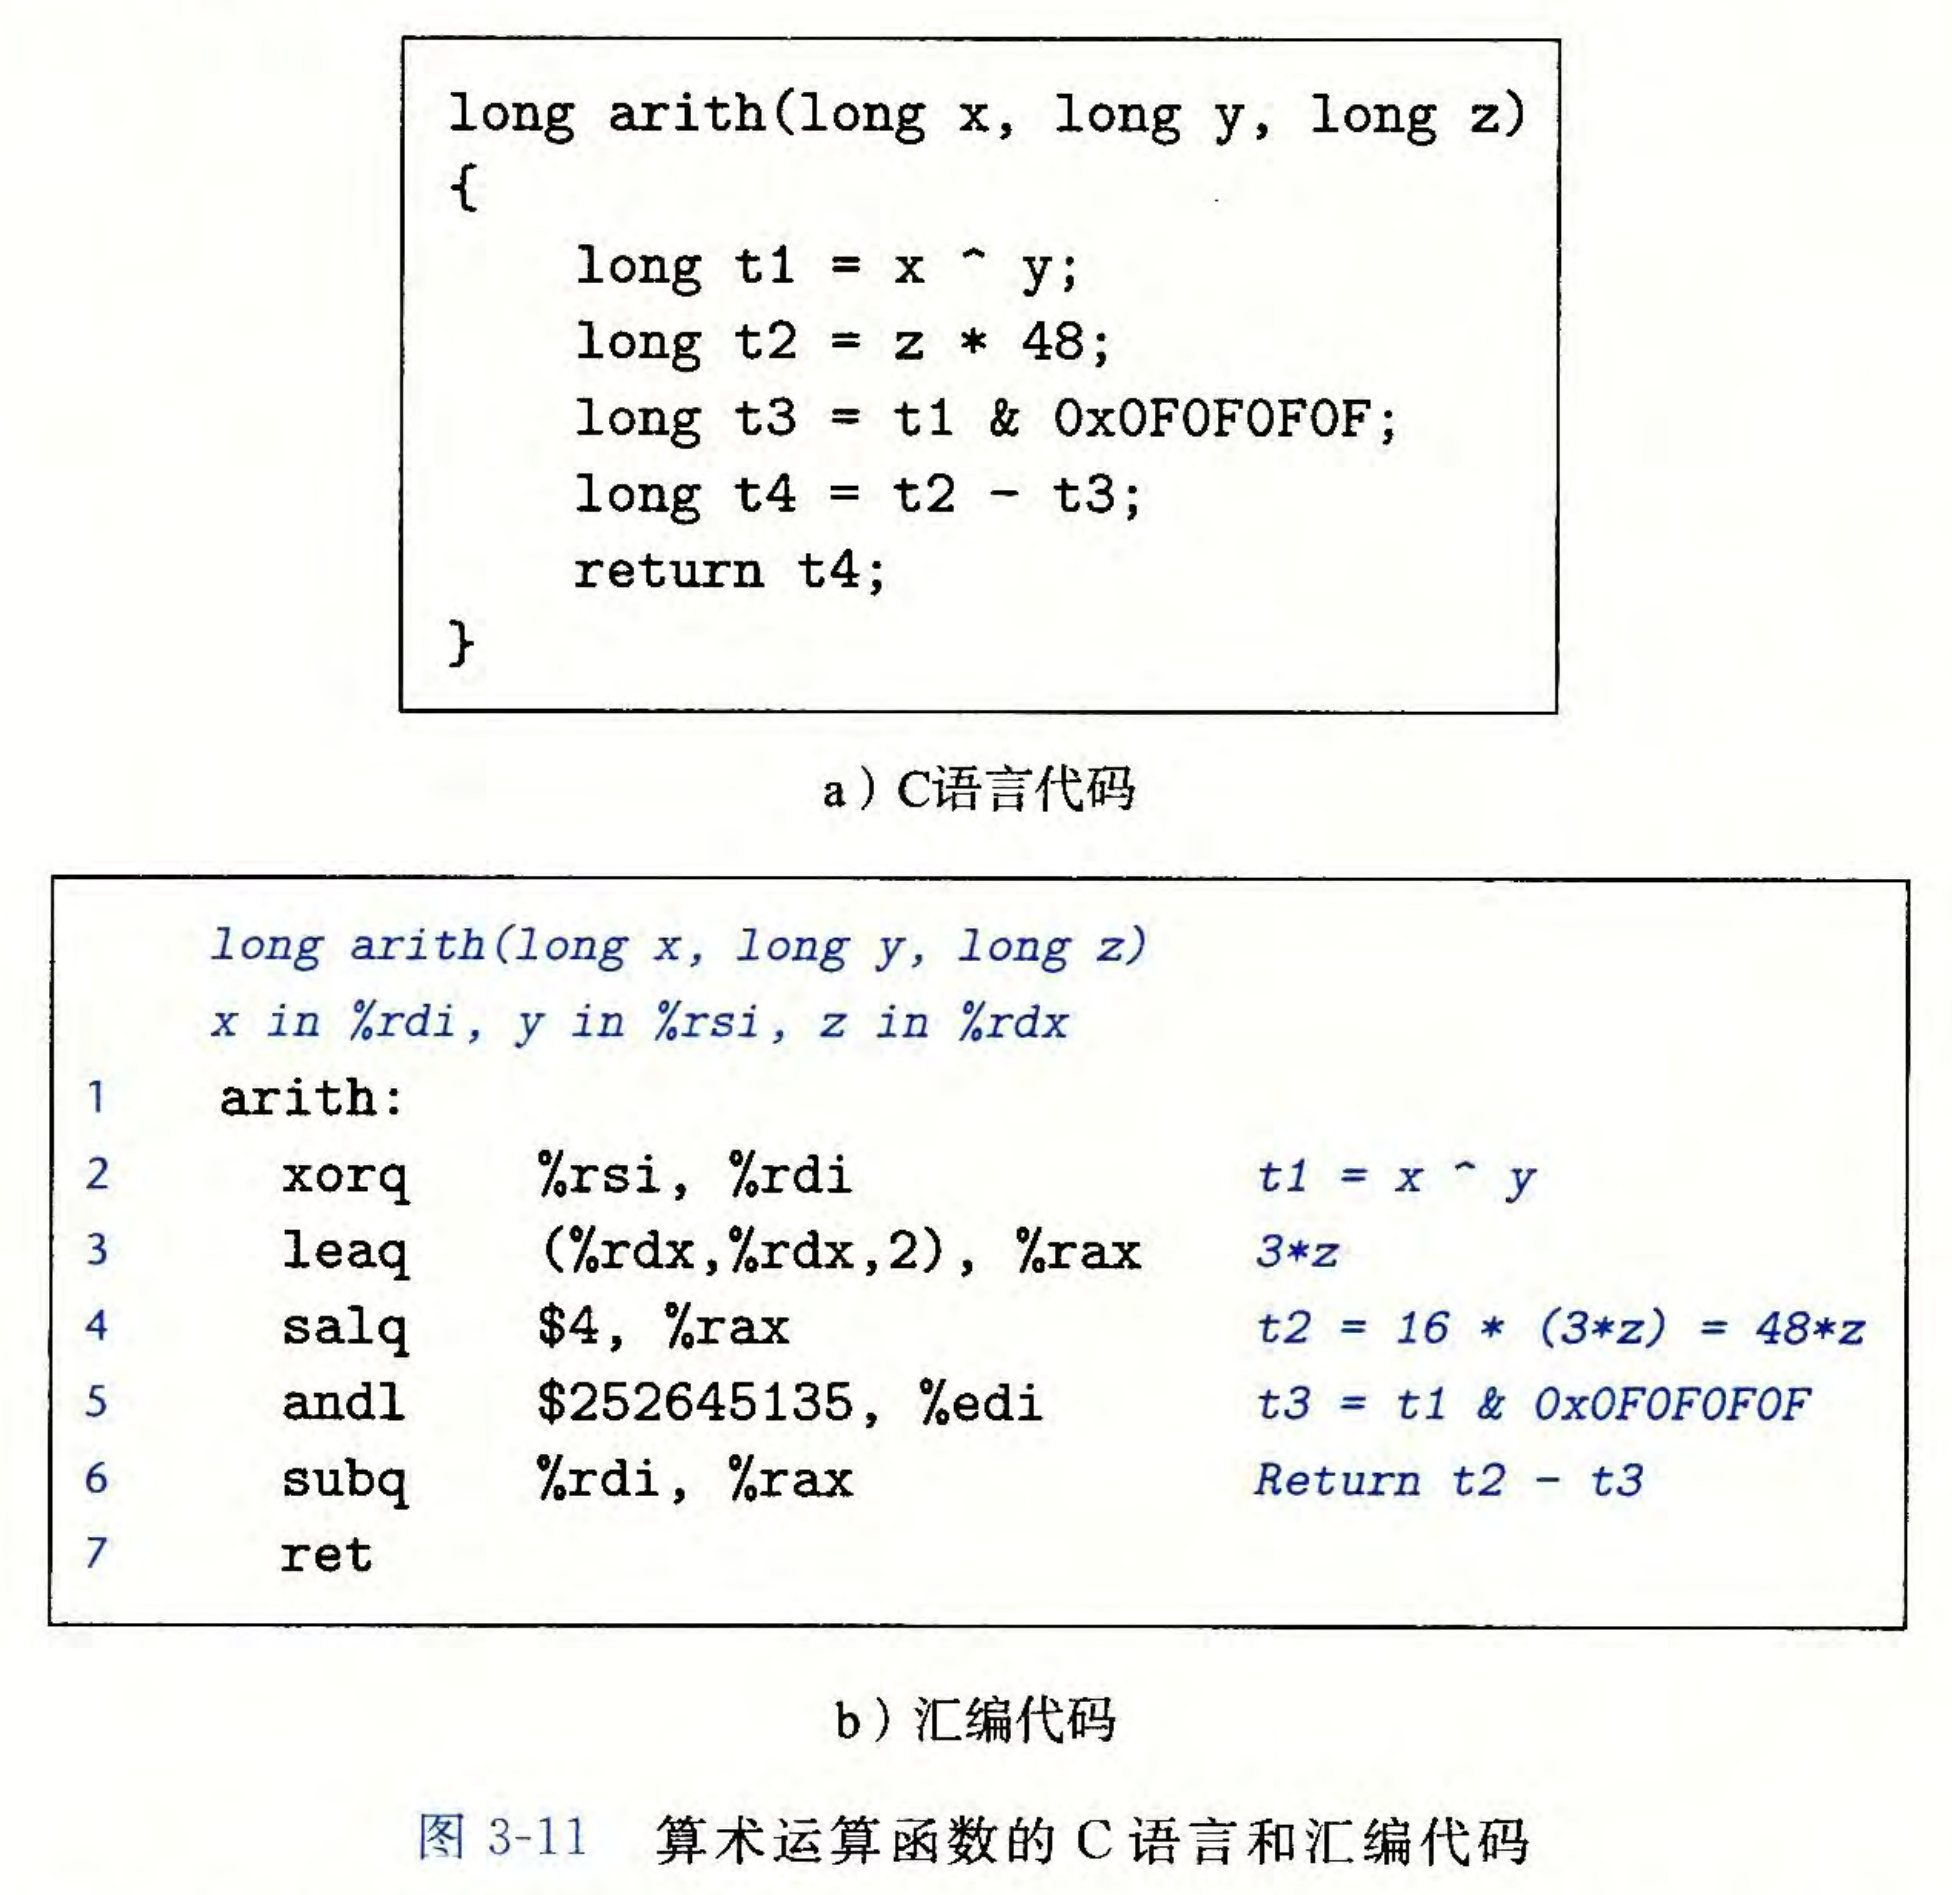 long arith(long x, long y, long z)
{
    long t1 = x ^ y;
    long t2 = z * 48;
    long t3 = t1 & 0x0F0F0F0F;
    long t4 = t2 - t3;
    return t4;
}
a）C语言代码
long arith(long x, long y, long z)
x in %rdi, y in %rsi, z in %rdx
1 arith:
2 xorq %rsi, %rdi t1 = x ^ y
3 leaq (%rdx,%rdx,2), %rax 3*z
4 salq $4, %rax t2 = 16 * (3*z) = 48*z
5 andl $252645135, %edi t3 = t1 & 0x0F0F0F0F
6 subq %rdi, %rax Return t2 - t3
7 ret
b）汇编代码
图 3-11 算术运算函数的 C 语言和汇编代码